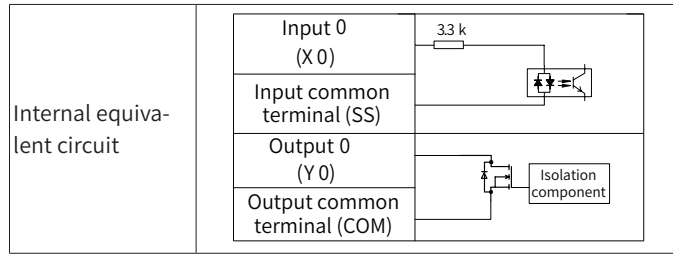 Internal equiva-
lent circuit
Input 0
(X 0)
3.3 k
Input common
terminal (SS)
Output 0
(Y 0)
Output common
terminal (COM)
Isolation
component